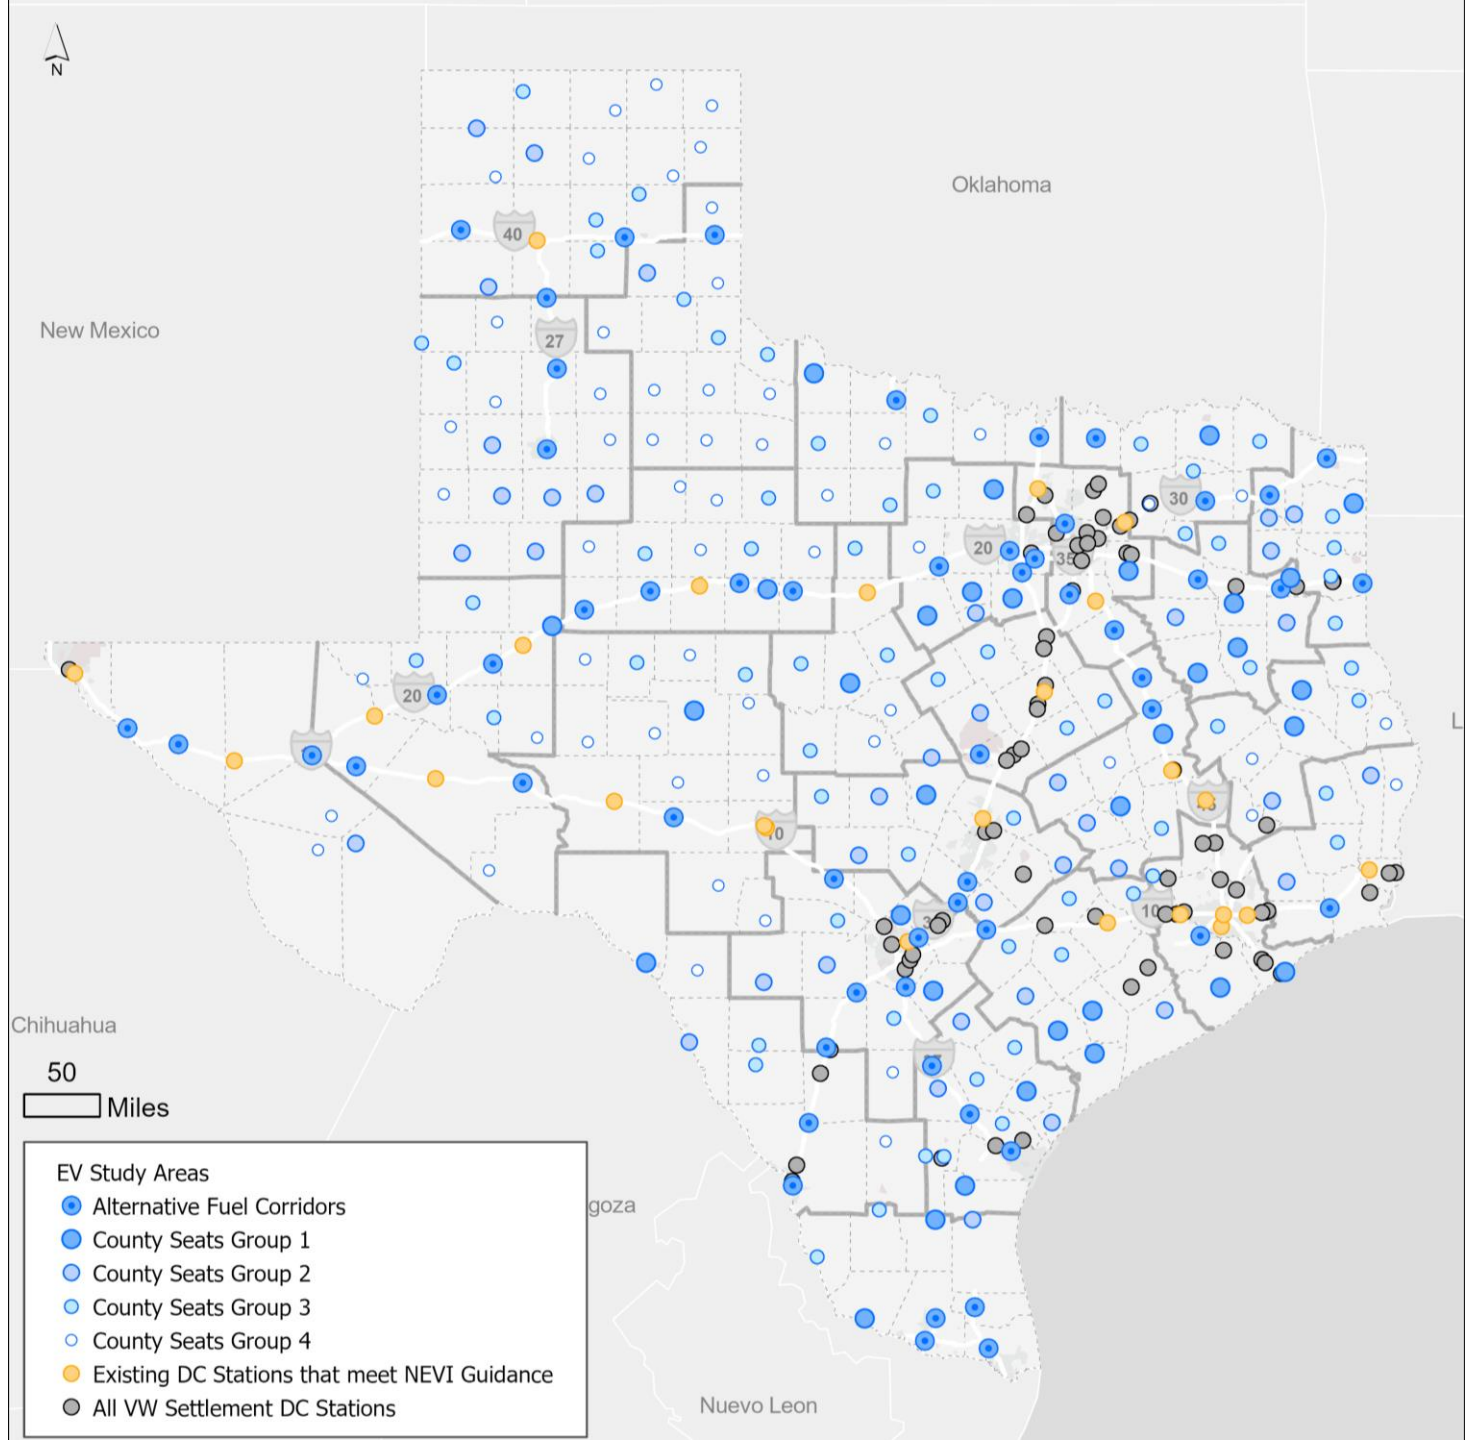 N
Oklahoma
40
New Mexico
27
30
20
35
20
L
10
10
3
Chihuahua
50
Miles
EV Study Areas
Alternative Fuel Corridors
goza
County Seats Group 1
County Seats Group 2
County Seats Group 3
County Seats Group 4
Existing DC Stations that meet NEVI Guidance
All VW Settlement DC Stations
Nuevo Leon